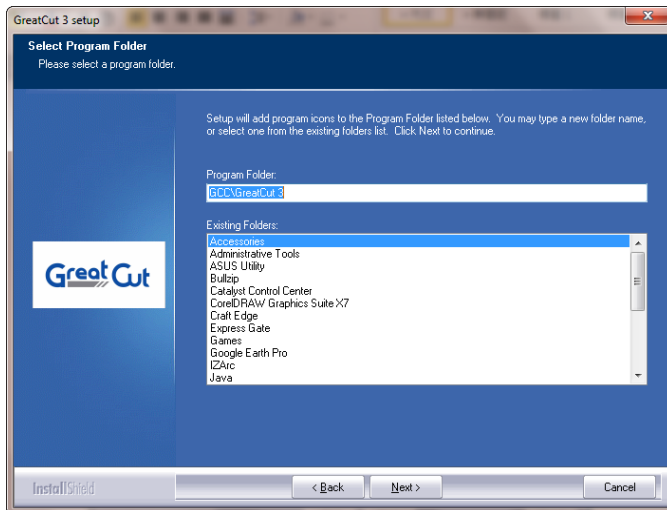 GreatCut 3 setup
Select Program Folder
Please select a program folder.
Setup will add program icons to the Program Folder listed below. You may type a new folder name,
or select one from the existing folders list. Click Next to continue.
Program Folder:
GCC\GreatCut 3
Existing Folders:
Accessories
Administrative Tools
ASUS Utility
Bullzip
Catalyst Control Center
CorelDRAW Graphics Suite X7
Craft Edge
Express Gate
Games
Google Earth Pro
IZArc
Java
Great Cut
InstallShield
< Back
Next >
Cancel